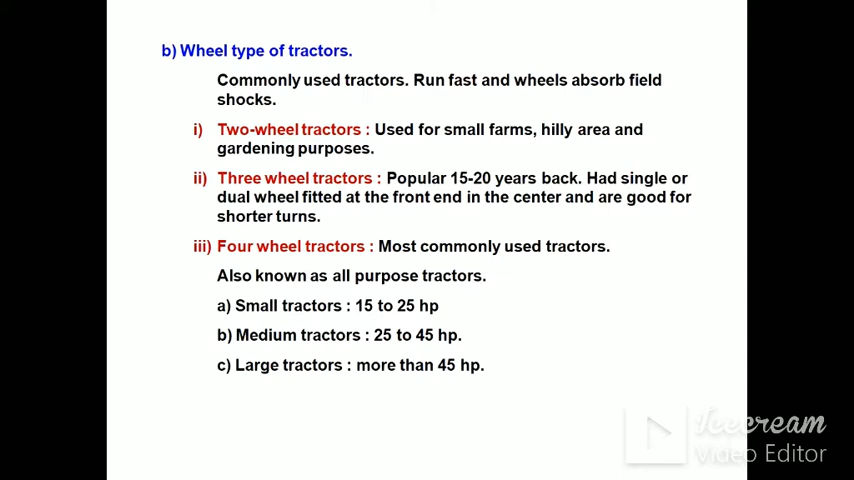 b) Wheel type of tractors.
Commonly used tractors. Run fast and wheels absorb field
shocks.
i) Two-wheel tractors : Used for small farms, hilly area and
gardening purposes.
ii) Three wheel tractors : Popular 15-20 years back. Had single or
dual wheel fitted at the front end in the center and are good for
shorter turns.
iii) Four wheel tractors : Most commonly used tractors.
Also known as all purpose tractors.
a) Small tractors : 15 to 25 hp
b) Medium tractors : 25 to 45 hp.
c) Large tractors : more than 45 hp.
Icecream
Video Editor